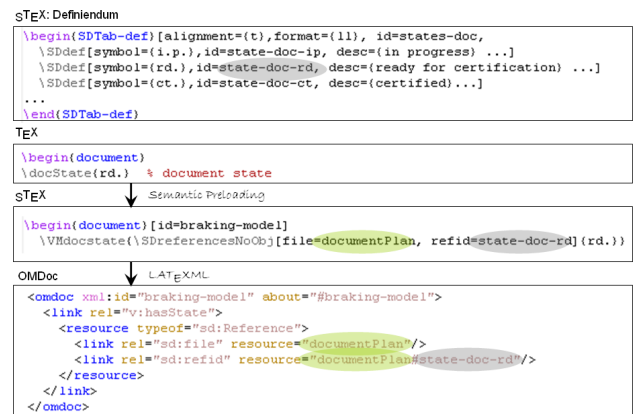 sTEX: Definiendum
\begin{SDTab-def}[alignment={t},format={ll}, id=states-doc,
\SDdef[symbol={i.p.},id=state-doc-ip, desc={in progress} ...]
\SDdef[symbol={rd.},id=state-doc-rd, desc={ready for certification} ...]
\SDdef[symbol={ct.},id=state-doc-ct, desc={certified}...]
...
\end{SDTab-def}
TEX
\begin{document}
\docState{rd.} % document state
Semantic Preloading
sTEX
\begin{document}[id=braking-model]
\VMdocstate{\SDreferencesNoObj[file=documentPlan, refid=state-doc-rd]{rd.}}
LATEXML
OMDoc
<omdoc xml:id="braking-model" about="#braking-model">
<link rel="v:hasState">
<resource typeof="sd:Reference">
<link rel="sd:file" resource="documentPlan"/>
<link rel="sd:refid" resource="documentPlan#state-doc-rd"/>
</resource>
</link>
</omdoc>